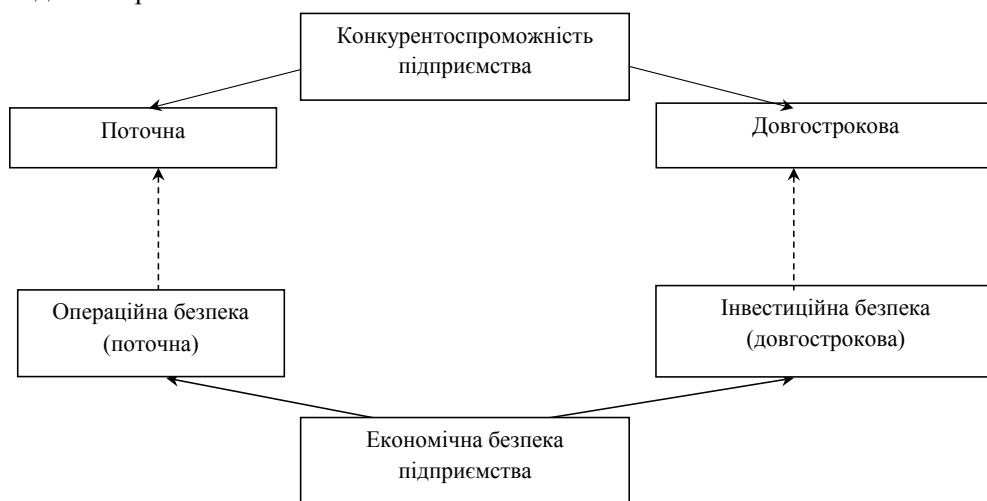 Конкурентоспроможність
підприємства
Поточна
Довгострокова
Операційна безпека
(поточна)
Інвестиційна безпека
(довгострокова)
Економічна безпека
підприємства